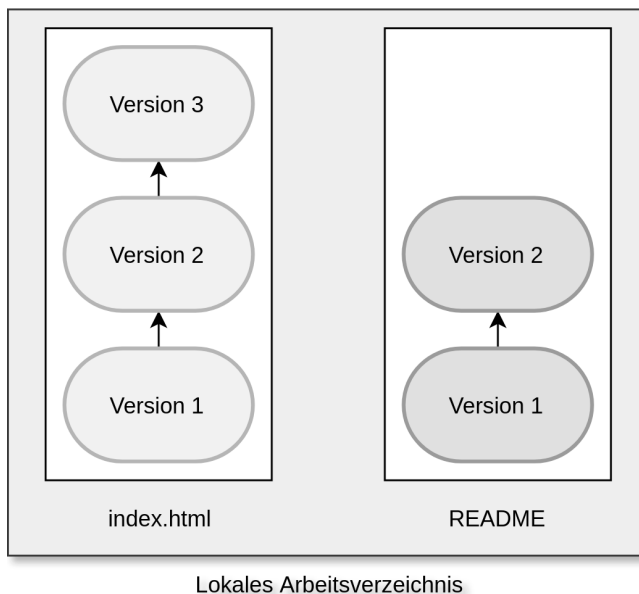 Version 3
Version 2
Version 1
index.html
Version 2
Version 1
README
Lokales Arbeitsverzeichnis